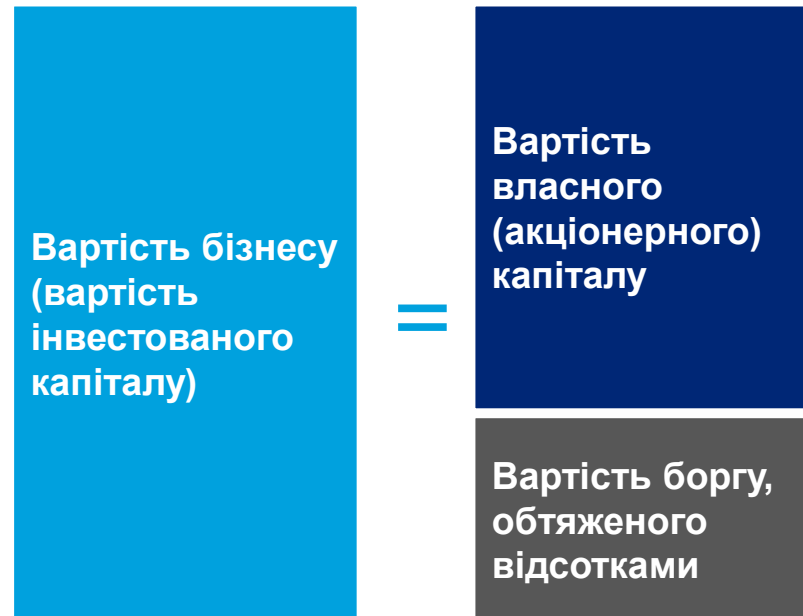 Вартість бізнесу
(вартість
інвестованого
капіталу)
=
Вартість
власного
(акціонерного)
капіталу
Вартість боргу,
обтяженого
відсотками